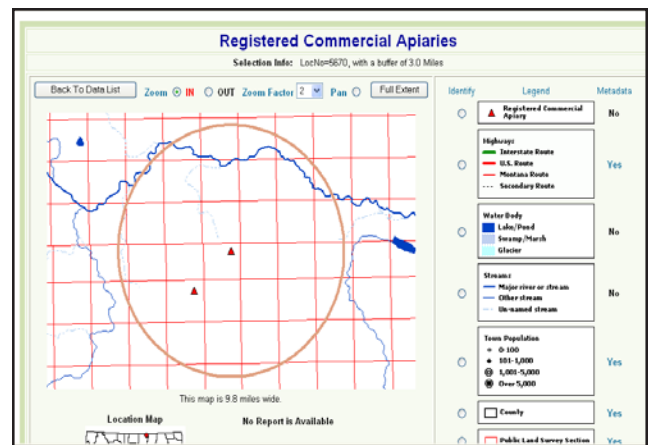 Registered Commercial Apiaries
Selection Info: LocNo=5670, with a buffer of 3.0 Miles
Back To Data List Zoom IN OUT Zoom Factor 2 Pan Full Extent
Identify Legend Metadata
Registered Commercial Apiary No
Highways
Interstate Route
U.S. Route
Montana Route
Secondary Route
Yes
Water Body
Lake/Pond
Swamp/Marsh
Glacier
No
Streams
Major river or stream
Other stream
Un-named stream
No
Town Population
0-100
101-1,000
1,001-5,000
Over 5,000
Yes
County Yes
Public Land Survey Section Yes
This map is 9.8 miles wide.
Location Map No Report is Available